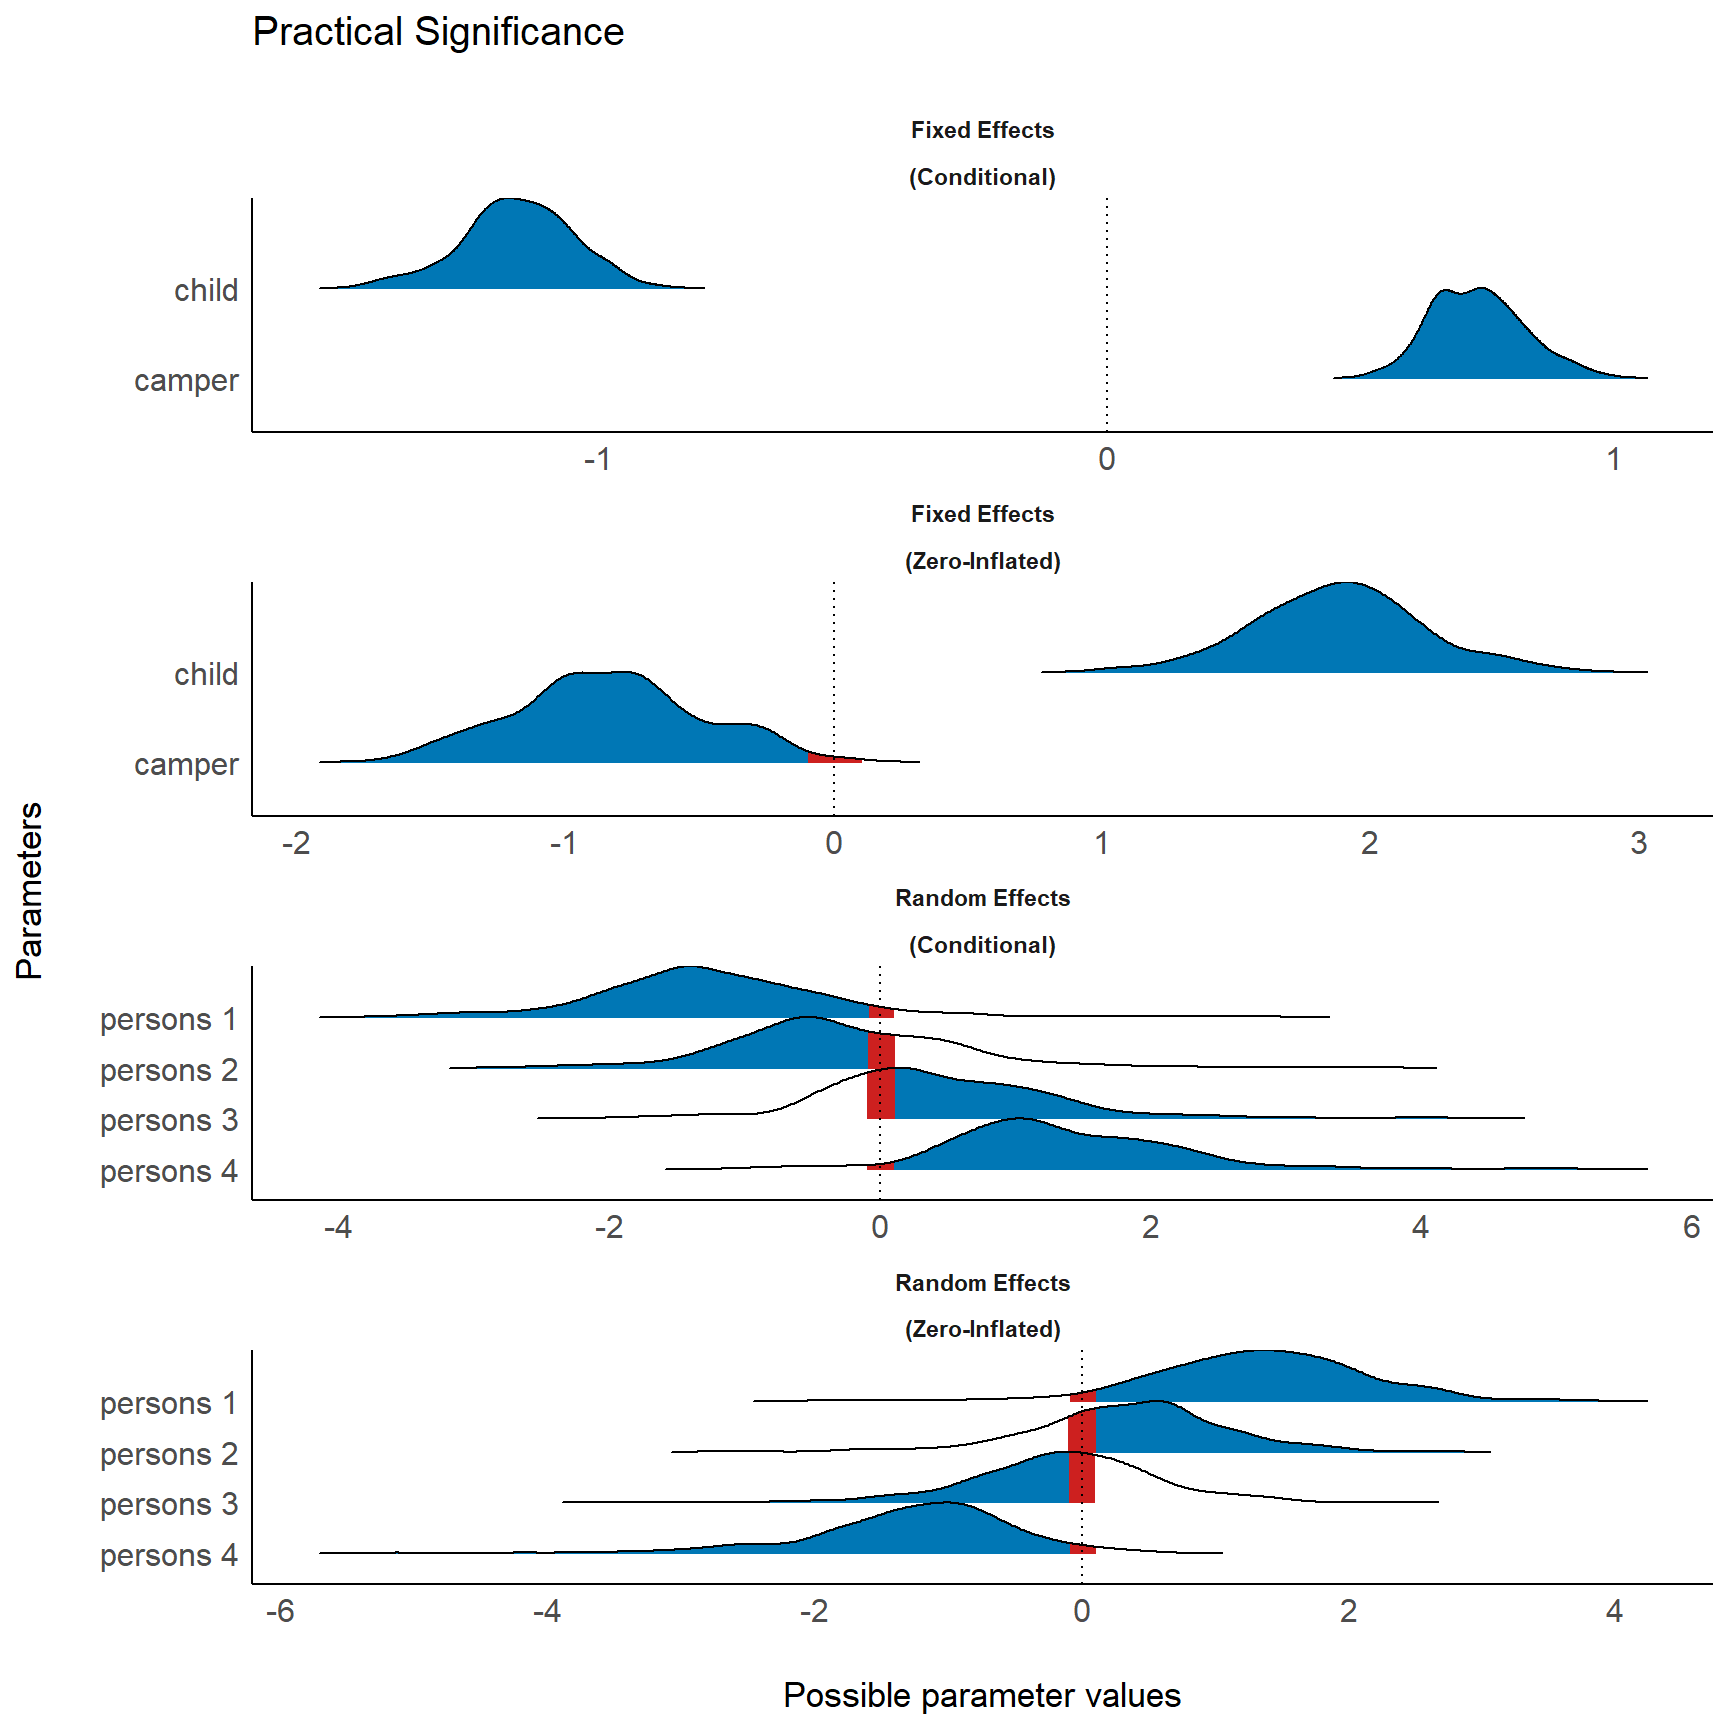 Practical Significance
Fixed Effects
(Conditional)
child
camper
-1 0 1
Fixed Effects
(Zero-Inflated)
child
camper
-2 -1 0 1 2 3
Parameters
Random Effects
(Conditional)
persons 1
persons 2
persons 3
persons 4
-4 -2 0 2 4 6
Random Effects
(Zero-Inflated)
persons 1
persons 2
persons 3
persons 4
-6 -4 -2 0 2 4
Possible parameter values